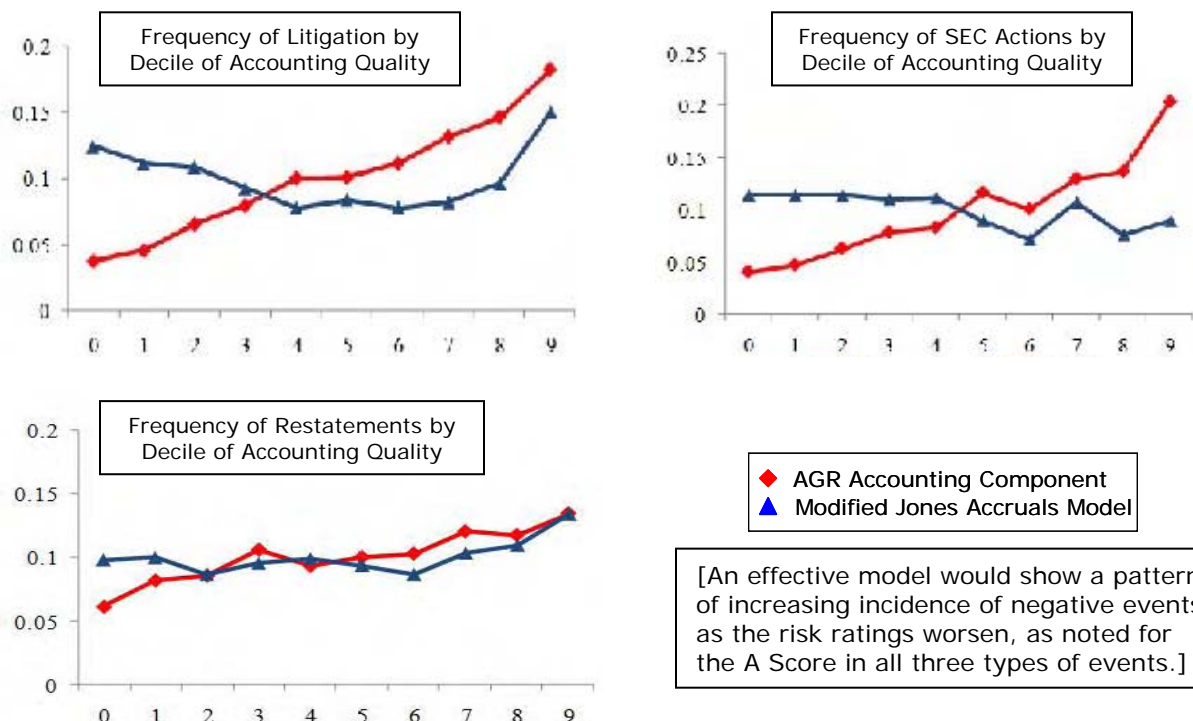 Frequency of Litigation by
Decile of Accounting Quality
0.2
0.15
0.1
0.05
0
0 1 2 3 4 5 6 7 8 9
Frequency of SEC Actions by
Decile of Accounting Quality
0.25
0.2
0.15
0.1
0.05
0
0 1 2 3 4 5 6 7 8 9
Frequency of Restatements by
Decile of Accounting Quality
0.2
0.15
0.1
0.05
0
0 1 2 3 4 5 6 7 8 9
AGR Accounting Component
Modified Jones Accruals Model
[An effective model would show a pattern
of increasing incidence of negative events
as the risk ratings worsen, as noted for
the A Score in all three types of events.]